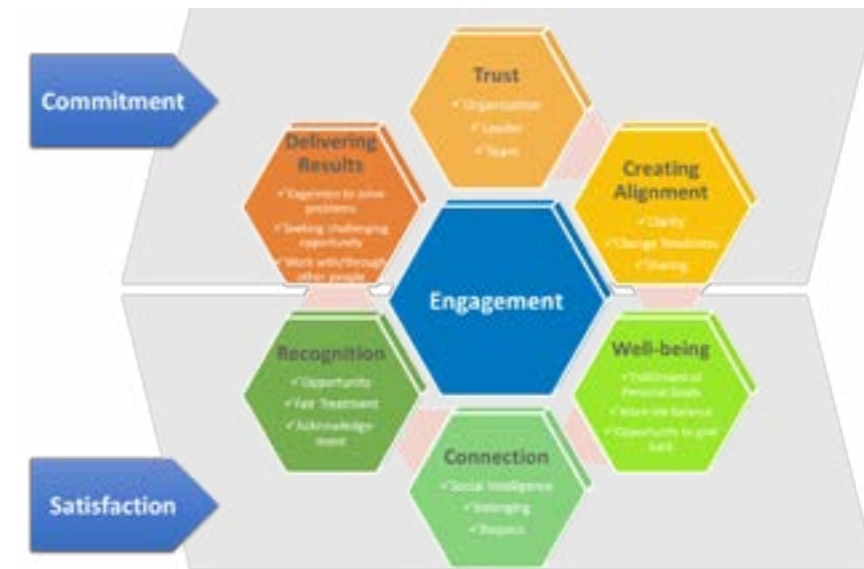 Commitment
Trust
✓Organization
✓Leader
✓Team
Delivering
Results
✓Expertise to solve
problems
✓Seeking challenging
opportunity
✓Work with/through
other people
Creating
Alignment
✓Clarity
✓Change Readiness
✓Sharing
Engagement
Recognition
✓Opportunity
✓Fair Treatment
✓Acknowledge-
ment
Well-being
✓Fulfillment of
Personal Goals
✓Work-life balance
✓Opportunity to give
back
Connection
✓Social Intelligence
✓Belonging
✓Respect
Satisfaction